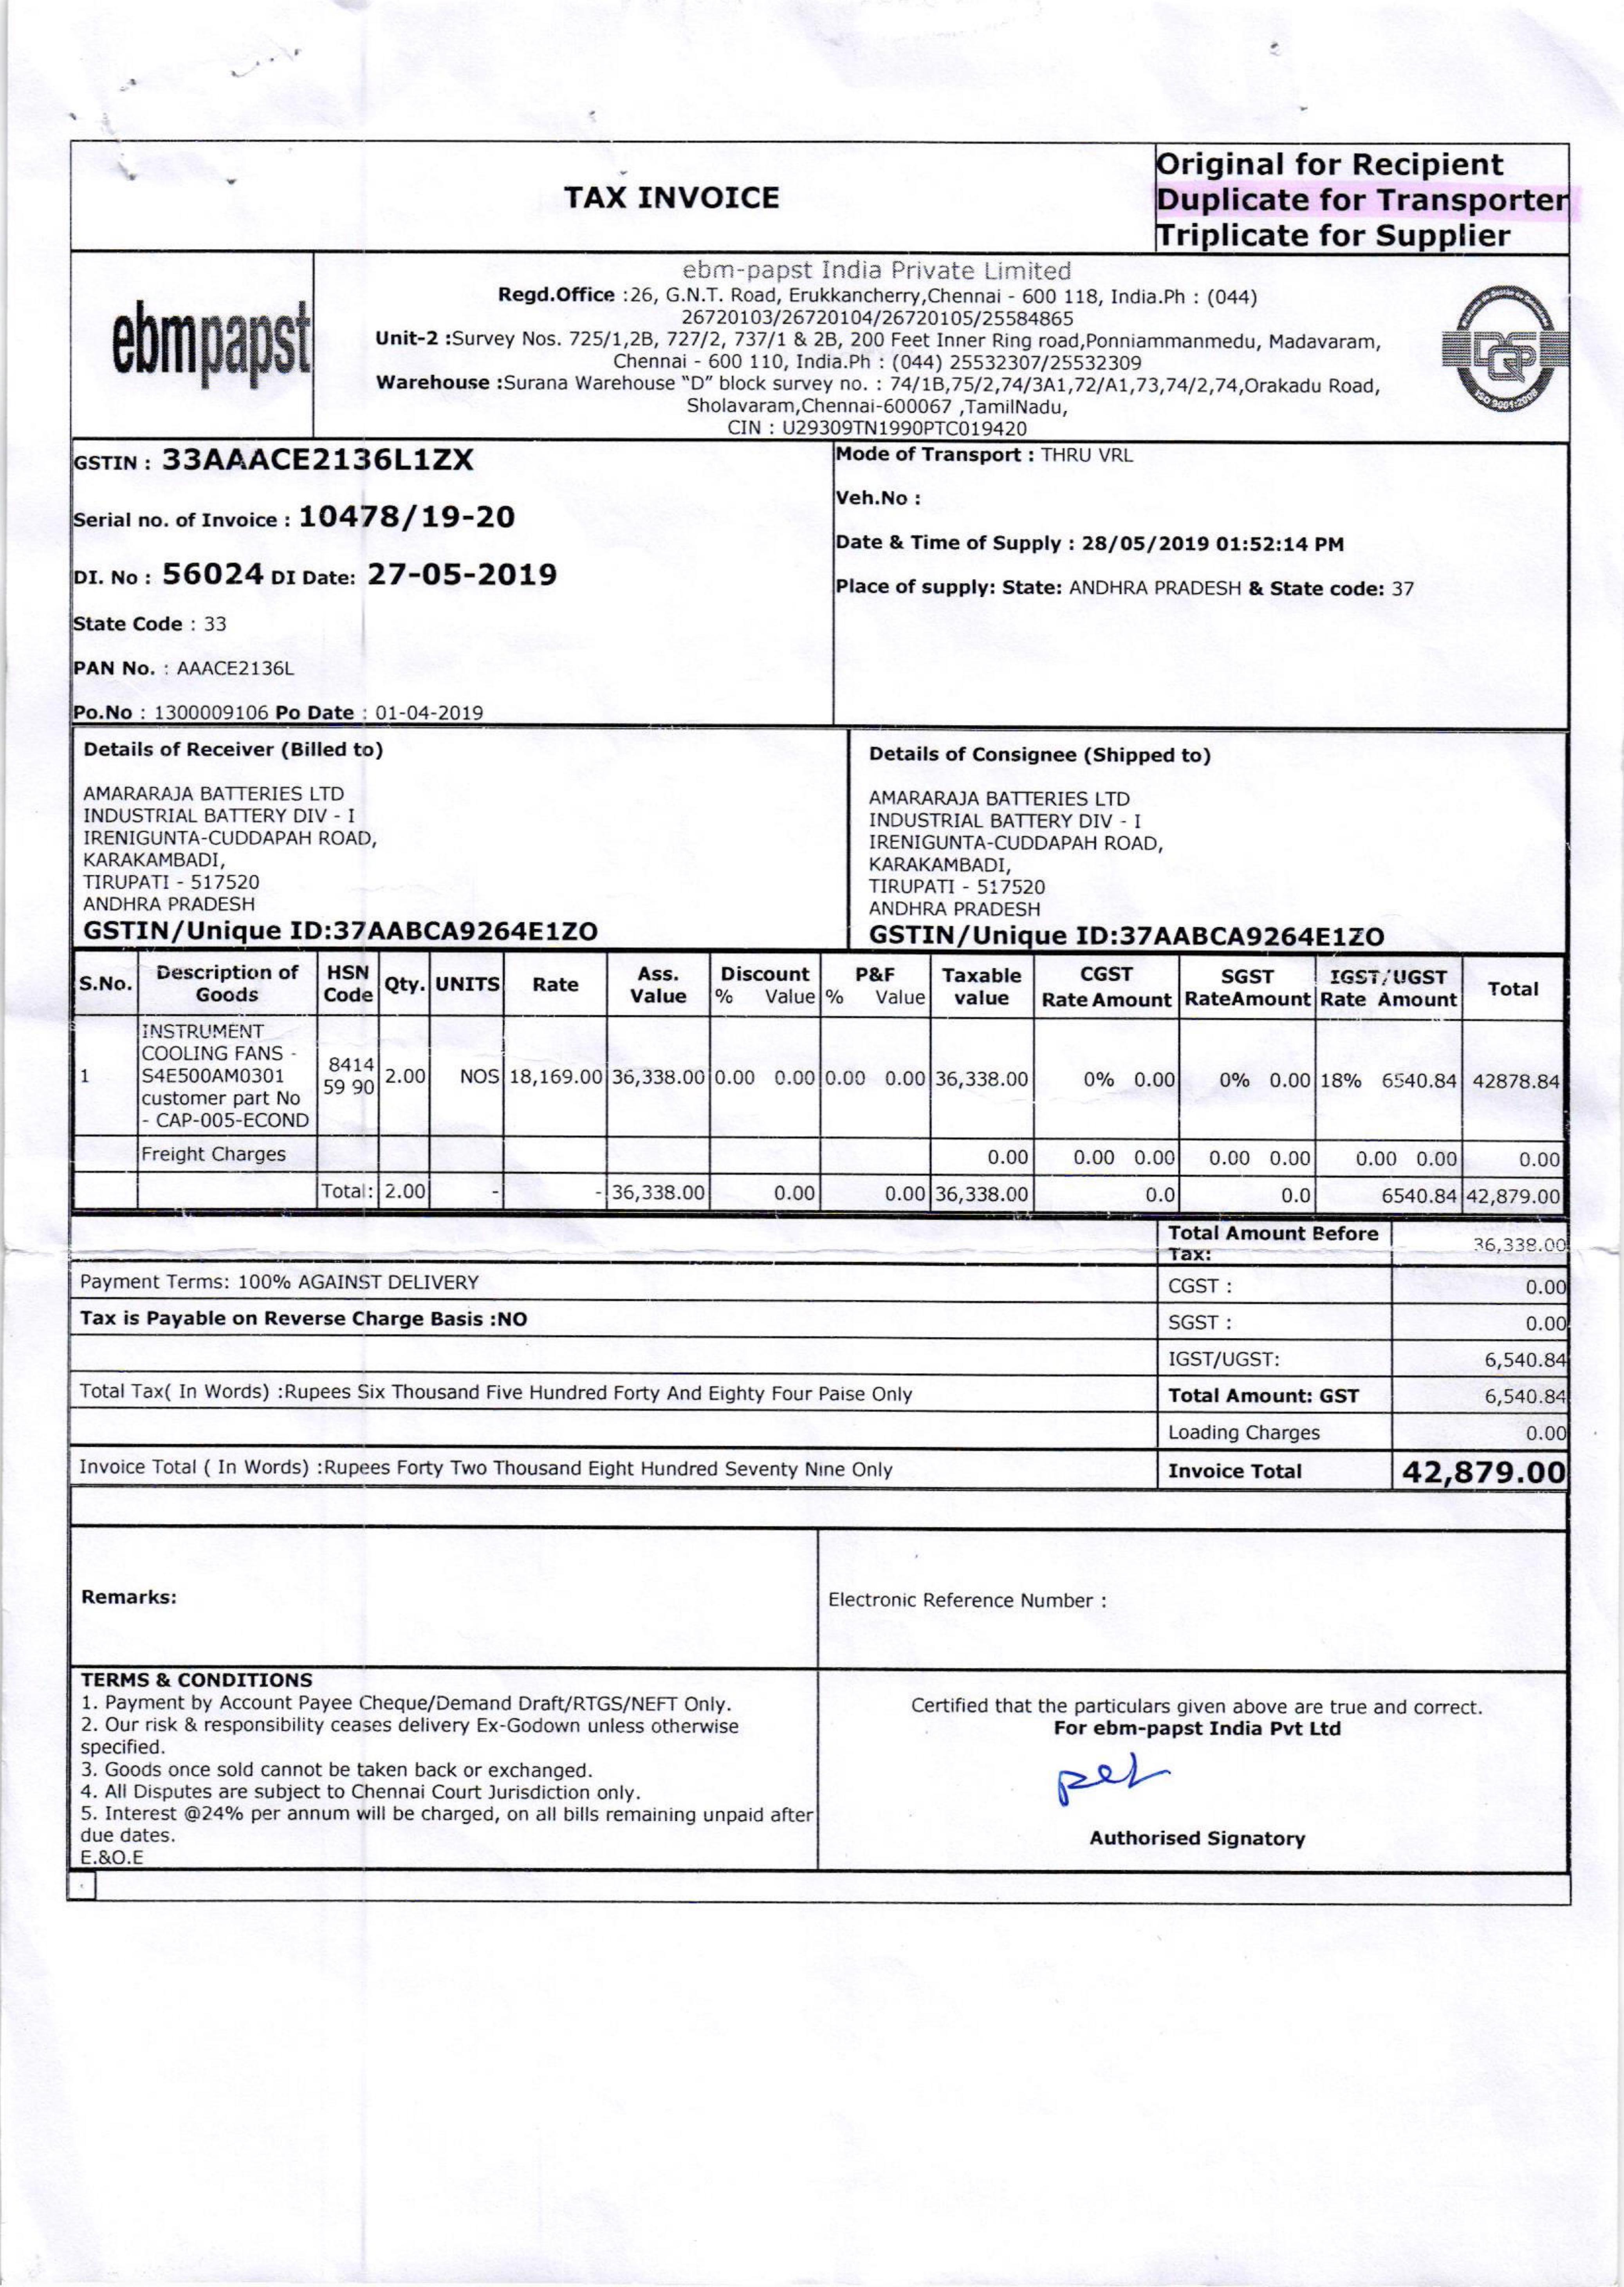 TAX INVOICE
Original for Recipient
Duplicate for Transporter
Triplicate for Supplier
ebmpapst
ebm-papst India Private Limited
Regd.Office :26, G.N.T. Road, Erukkancherry,Chennai - 600 118, India.Ph : (044)
26720103/26720104/26720105/25584865
Unit-2 :Survey Nos. 725/1,2B, 727/2, 737/1 & 2B, 200 Feet Inner Ring road,Ponniammanmedu, Madavaram,
Chennai - 600 110, India.Ph : (044) 25532307/25532309
Warehouse :Surana Warehouse "D" block survey no. : 74/1B,75/2,74/3A1,72/A1,73,74/2,74,Orakadu Road,
Sholavaram,Chennai-600067 ,TamilNadu,
CIN : U29309TN1990PTC019420
DQS
ISO 9001:2008
GSTIN : 33AAACE2136L1ZX
Serial no. of Invoice : 10478/19-20
DI. No : 56024 DI Date: 27-05-2019
State Code : 33
PAN No. : AAACE2136L
Po.No : 1300009106 Po Date : 01-04-2019
Mode of Transport : THRU VRL
Veh.No :
Date & Time of Supply : 28/05/2019 01:52:14 PM
Place of supply: State: ANDHRA PRADESH & State code: 37
Details of Receiver (Billed to)
AMARARAJA BATTERIES LTD
INDUSTRIAL BATTERY DIV - I
IRENIGUNTA-CUDDAPAH ROAD,
KARAKAMBADI,
TIRUPATI - 517520
ANDHRA PRADESH
GSTIN/Unique ID:37AABCA9264E1ZO
Details of Consignee (Shipped to)
AMARARAJA BATTERIES LTD
INDUSTRIAL BATTERY DIV - I
IRENIGUNTA-CUDDAPAH ROAD,
KARAKAMBADI,
TIRUPATI - 517520
ANDHRA PRADESH
GSTIN/Unique ID:37AABCA9264E1ZO
S.No. Description of Goods HSN Code Qty. UNITS Rate Ass. Value Discount % Value P&F % Value Taxable value CGST Rate Amount SGST RateAmount IGST/UGST Rate Amount Total
1 INSTRUMENT COOLING FANS - S4E500AM0301 customer part No - CAP-005-ECOND 8414 59 90 2.00 NOS 18,169.00 36,338.00 0.00 0.00 0.00 0.00 36,338.00 0% 0.00 0% 0.00 18% 6540.84 42878.84
Freight Charges 0.00 0.00 0.00 0.00 0.00 0.00 0.00 0.00
Total: 2.00 - - 36,338.00 0.00 0.00 36,338.00 0.0 0.0 6540.84 42,879.00
Total Amount Before Tax: 36,338.00
Payment Terms: 100% AGAINST DELIVERY
CGST : 0.00
Tax is Payable on Reverse Charge Basis :NO
SGST : 0.00
IGST/UGST: 6,540.84
Total Tax( In Words) :Rupees Six Thousand Five Hundred Forty And Eighty Four Paise Only
Total Amount: GST 6,540.84
Loading Charges 0.00
Invoice Total ( In Words) :Rupees Forty Two Thousand Eight Hundred Seventy Nine Only
Invoice Total 42,879.00
Remarks:
Electronic Reference Number :
TERMS & CONDITIONS
1. Payment by Account Payee Cheque/Demand Draft/RTGS/NEFT Only.
2. Our risk & responsibility ceases delivery Ex-Godown unless otherwise
specified.
3. Goods once sold cannot be taken back or exchanged.
4. All Disputes are subject to Chennai Court Jurisdiction only.
5. Interest @24% per annum will be charged, on all bills remaining unpaid after
due dates.
E.&O.E
Certified that the particulars given above are true and correct.
For ebm-papst India Pvt Ltd
Authorised Signatory